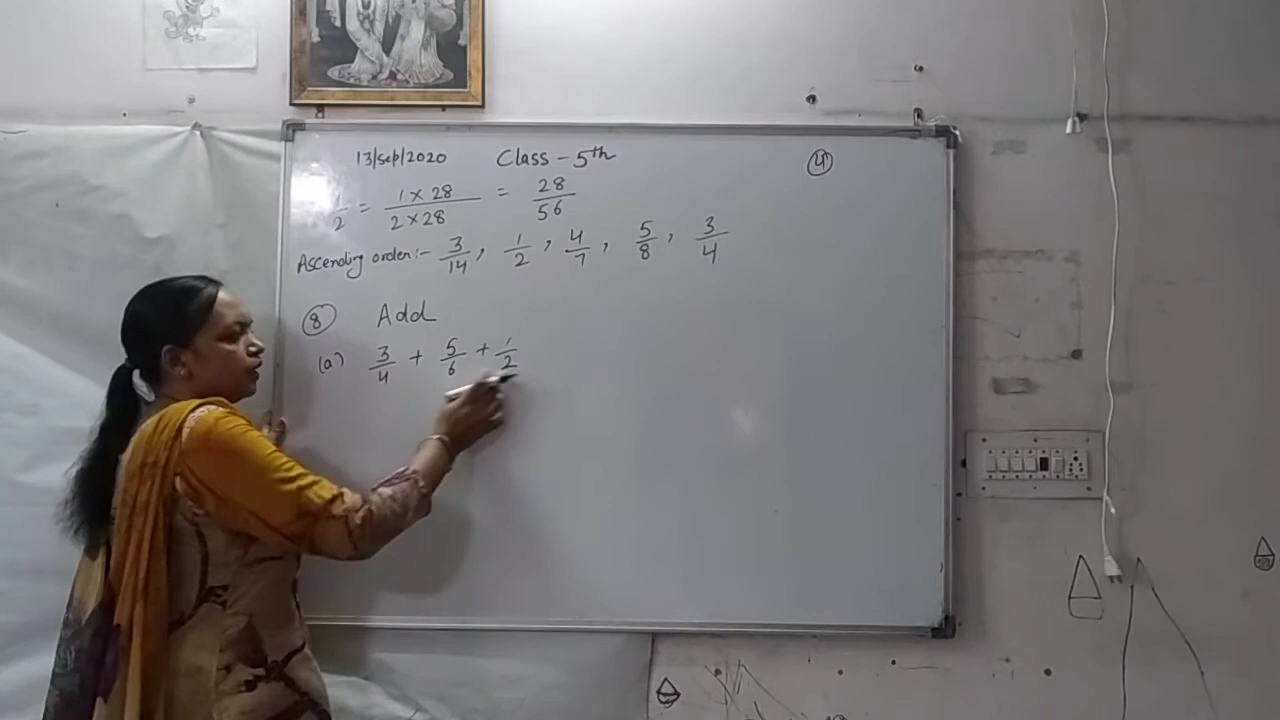 13/sep/2020 Class - 5th 4
1/2 = 1 × 28 / 2 × 28 = 28/56
Ascending order:- 3/14, 1/2, 4/7, 5/8, 3/4
8 Add
(a) 3/4 + 5/6 + 1/2